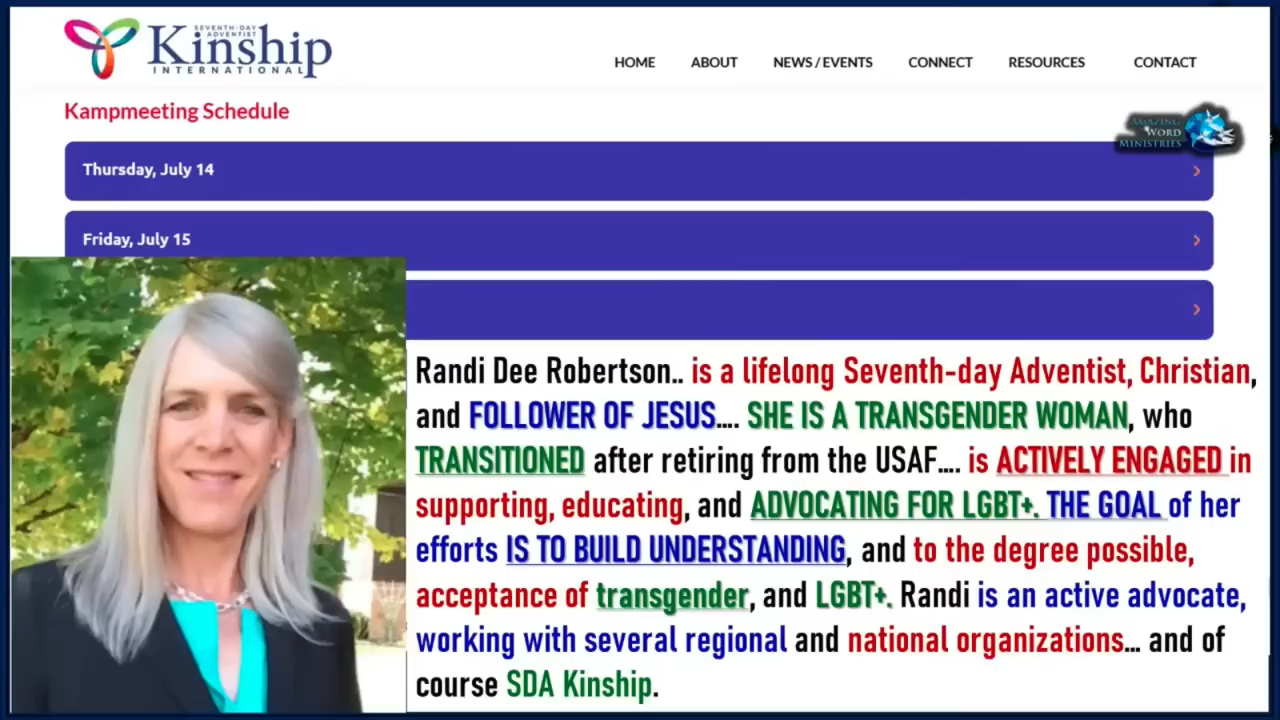 SEVENTH-DAY
ADVENTIST
Kinship
INTERNATIONAL
HOME ABOUT NEWS / EVENTS CONNECT RESOURCES CONTACT
Kampmeeting Schedule
AMAZING
WORD
MINISTRIES
Thursday, July 14
Friday, July 15
Randi Dee Robertson.. is a lifelong Seventh-day Adventist, Christian,
and FOLLOWER OF JESUS.... SHE IS A TRANSGENDER WOMAN, who
TRANSITIONED after retiring from the USAF.... is ACTIVELY ENGAGED in
supporting, educating, and ADVOCATING FOR LGBT+. THE GOAL of her
efforts IS TO BUILD UNDERSTANDING, and to the degree possible,
acceptance of transgender, and LGBT+. Randi is an active advocate,
working with several regional and national organizations... and of
course SDA Kinship.